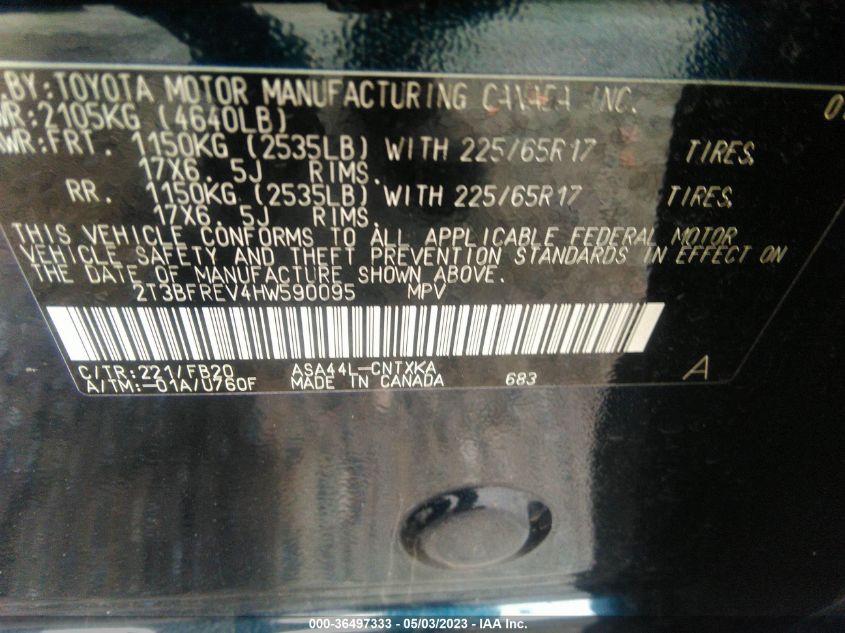 .BY:TOYOTA MOTOR MANUFACTURING CANADA INC.
WR:2105KG (4640LB)
WR:FRT. 1150KG (2535LB) WITH 225/65R17 TIRES
17X6.5J RIMS.
RR. 1150KG (2535LB) WITH 225/65R17 TIRES
17X6.5J RIMS.
THIS VEHICLE CONFORMS TO ALL APPLICABLE FEDERAL MOTOR
VEHICLE SAFETY AND THEFT PREVENTION STANDARDS IN EFFECT ON
THE DATE OF MANUFACTURE SHOWN ABOVE.
2T3BFREV4HW590095 MPV
C/TR:221/FB20 ASA44L-CNTXKA
A/TM:-01A/U760F MADE IN CANADA 683 A
000-36497333 - 05/03/2023 - IAA Inc.